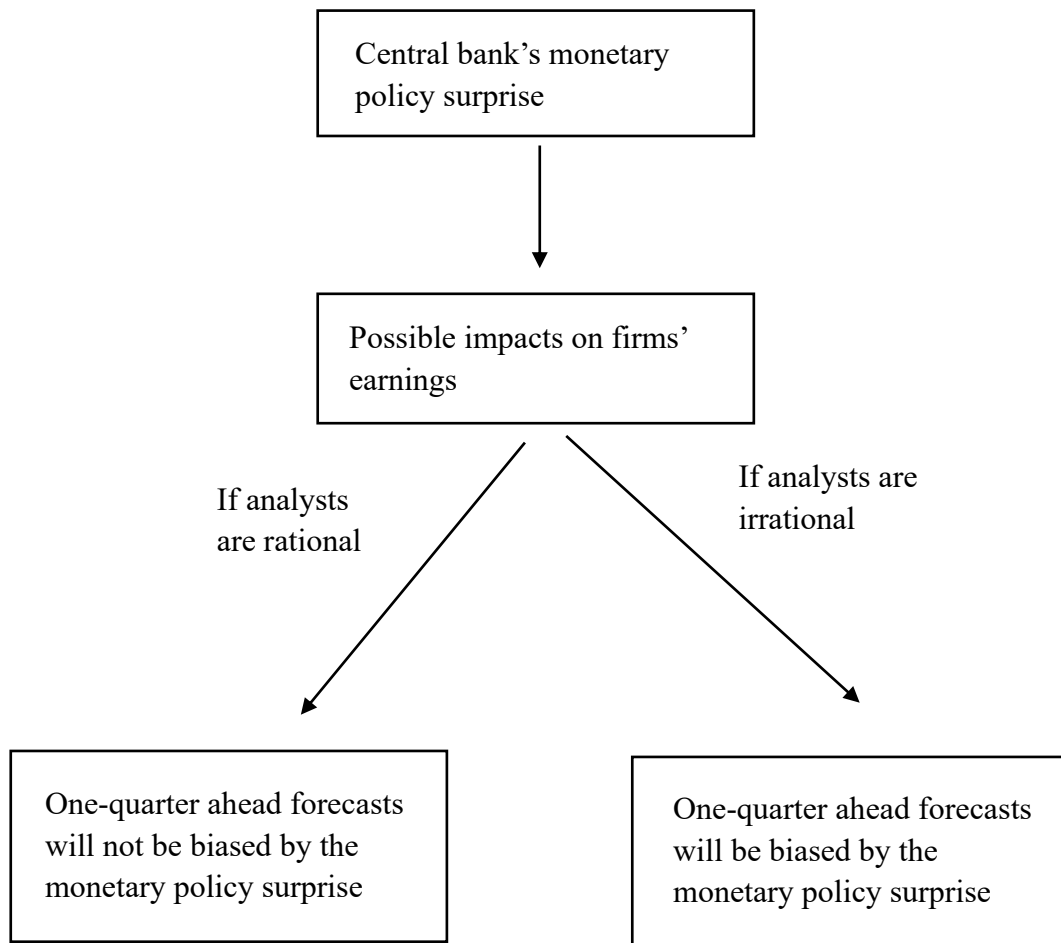 Central bank’s monetary
policy surprise
Possible impacts on firms’
earnings
If analysts
are rational
If analysts are
irrational
One-quarter ahead forecasts
will not be biased by the
monetary policy surprise
One-quarter ahead forecasts
will be biased by the
monetary policy surprise